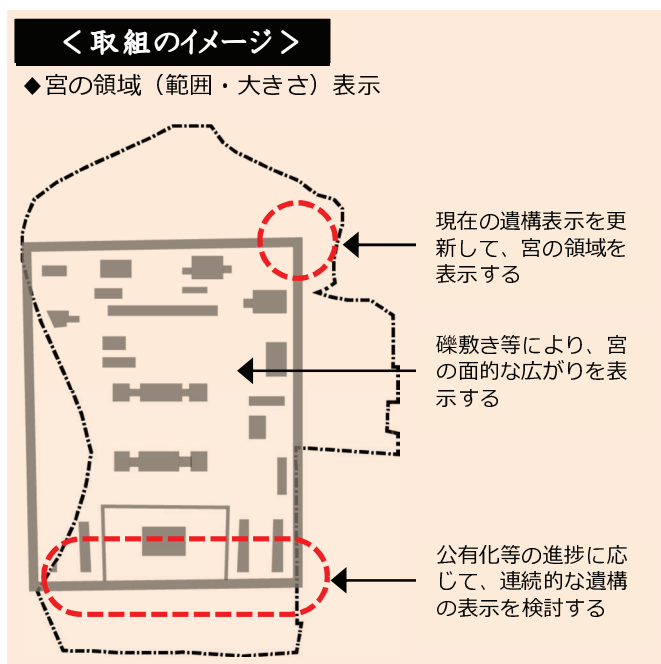 ＜取組のイメージ＞
◆宮の領域（範囲・大きさ）表示
現在の遺構表示を更
新して、宮の領域を
表示する
礫敷き等により、宮
の面的な広がりを表
示する
公有化等の進捗に応
じて、連続的な遺構
の表示を検討する